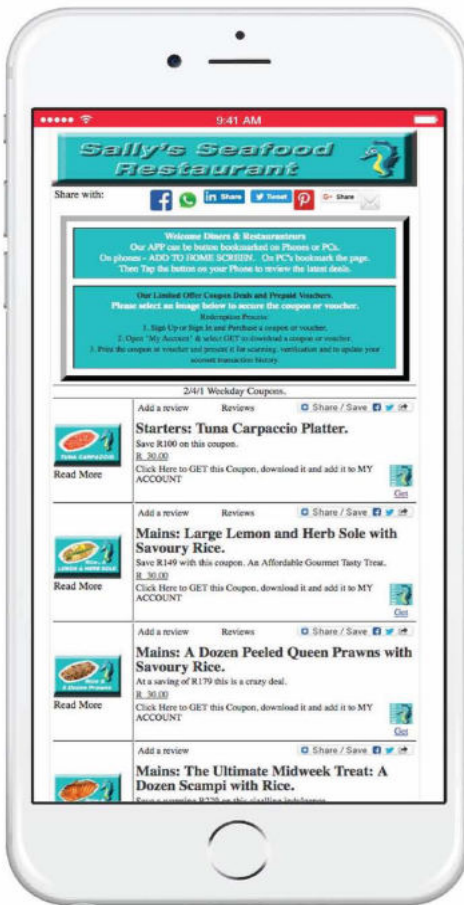 9:41 AM
Sally's Seafood
Restaurant
Share with:
in Share
Tweet
G+ Share
Welcome Diners & Restauranteurs
Our APP can be button bookmarked on Phones or PCs.
On phones - ADD TO HOME SCREEN. On PC's bookmark the page.
Then Tap the button on your Phone to review the latest deals.
Our Limited Offer Coupon Deals and Prepaid Vouchers.
Please select an image below to secure the coupon or voucher.
Redemption Process
1. Sign Up or Sign in and Purchase a coupon or voucher.
2. Open "My Account" & select GET to download a coupon or voucher.
3. Print the coupon or voucher and present it for scanning, verification and to update your
account transaction history.
2/4/1 Weekday Coupons.
Add a review Reviews Share / Save
Starters: Tuna Carpaccio Platter.
Save R100 on this coupon.
R 30.00
Click Here to GET this Coupon, download it and add it to MY
ACCOUNT
TUNA CARPACCIO
Read More
Get
Add a review Reviews Share / Save
Mains: Large Lemon and Herb Sole with
Savoury Rice.
Save R149 with this coupon. An Affordable Gourmet Tasty Treat.
R 30.00
Click Here to GET this Coupon, download it and add it to MY
ACCOUNT
LEMON & HERB SOLE
Read More
Get
Add a review Reviews Share / Save
Mains: A Dozen Peeled Queen Prawns with
Savoury Rice.
At a saving of R179 this is a crazy deal.
R 30.00
Click Here to GET this Coupon, download it and add it to MY
ACCOUNT
A Dozen Prawns
Read More
Get
Add a review Share / Save
Mains: The Ultimate Midweek Treat: A
Dozen Scampi with Rice.